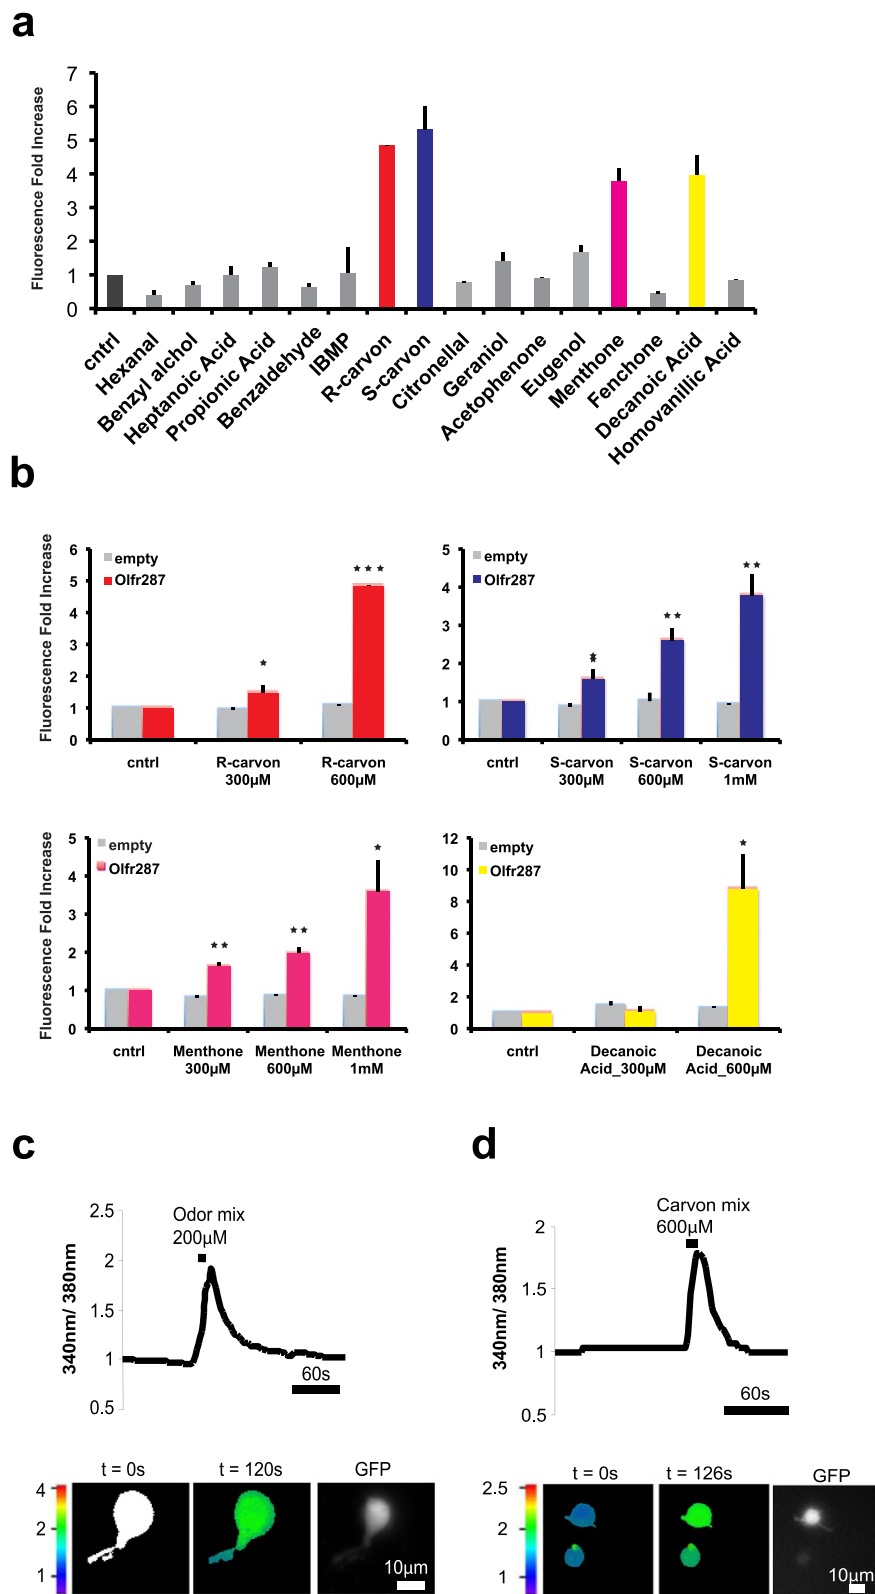 a
Fluorescence Fold Increase
7
6
5
4
3
2
1
0
cntrl
Hexanal
Benzyl alchol
Heptanoic Acid
Propionic Acid
Benzaldehyde
IBMP
R-carvon
S-carvon
Citronellal
Geraniol
Acetophenone
Eugenol
Menthone
Fenchone
Decanoic Acid
Homovanillic Acid
b
Fluorescence Fold Increase
6
5
4
3
2
1
0
empty
Olfr287
★
★ ★ ★
cntrl
R-carvon
300µM
R-carvon
600µM
5
4
3
2
1
0
empty
Olfr287
★
★
★ ★
★ ★
cntrl
S-carvon
300µM
S-carvon
600µM
S-carvon
1mM
Fluorescence Fold Increase
5
4
3
2
1
0
empty
Olfr287
★ ★
★ ★
★
cntrl
Menthone
300µM
Menthone
600µM
Menthone
1mM
12
10
8
6
4
2
0
empty
Olfr287
★
cntrl
Decanoic
Acid_300µM
Decanoic
Acid_600µM
c
340nm/ 380nm
2.5
2
1.5
1
0.5
Odor mix
200µM
60s
t = 0s
t = 120s
GFP
4
2
1
10µm
d
340nm/ 380nm
2
1.5
1
0.5
Carvon mix
600µM
60s
t = 0s
t = 126s
GFP
2.5
2
1
10µm